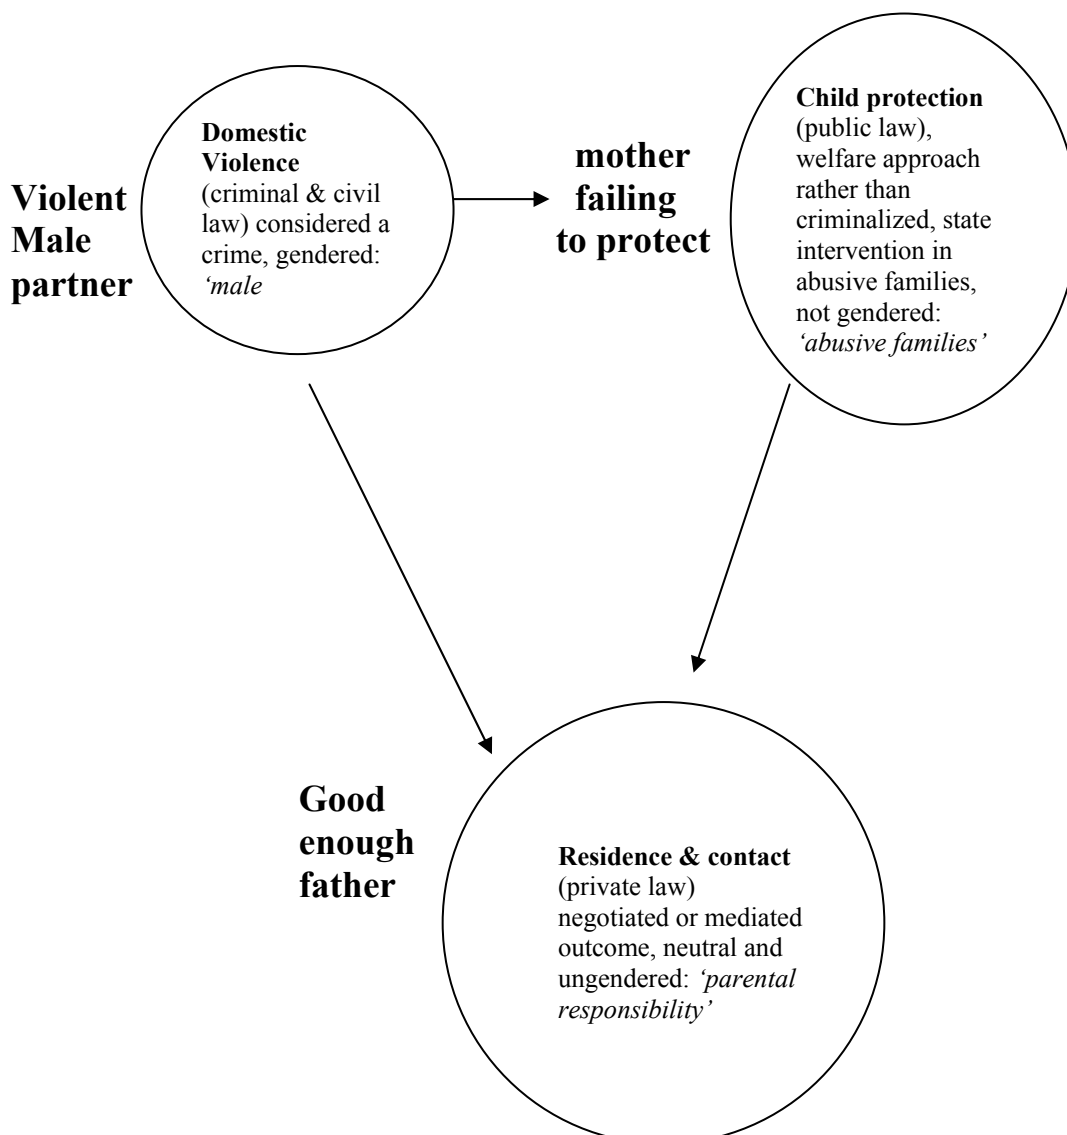 Violent
Male
partner
Domestic
Violence
(criminal & civil
law) considered a
crime, gendered:
‘male
mother
failing
to protect
Child protection
(public law),
welfare approach
rather than
criminalized, state
intervention in
abusive families,
not gendered:
‘abusive families’
Good
enough
father
Residence & contact
(private law)
negotiated or mediated
outcome, neutral and
ungendered: ‘parental
responsibility’